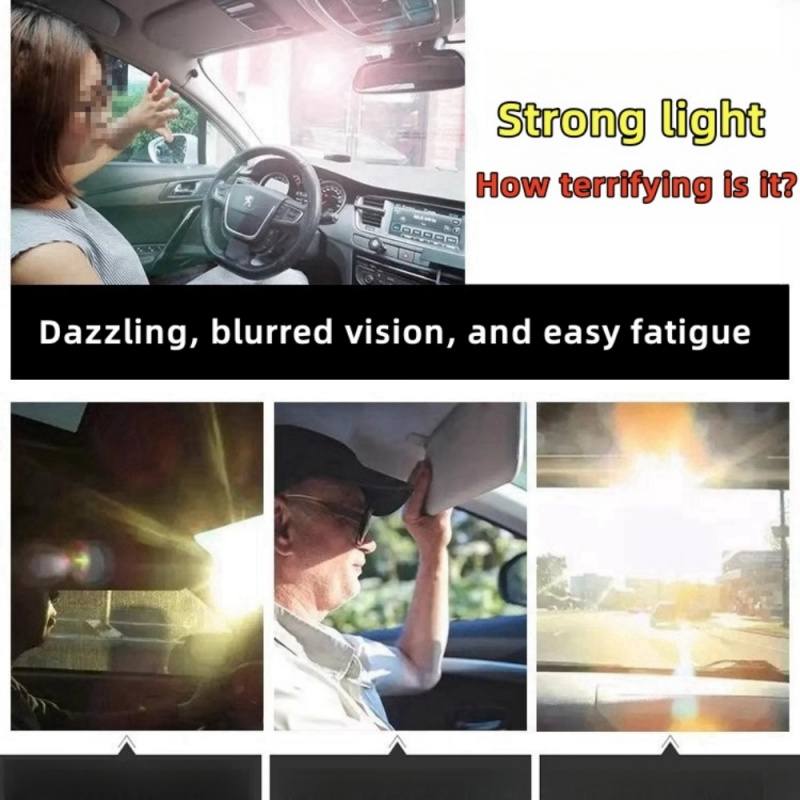 Strong light
How terrifying is it?
Dazzling, blurred vision, and easy fatigue